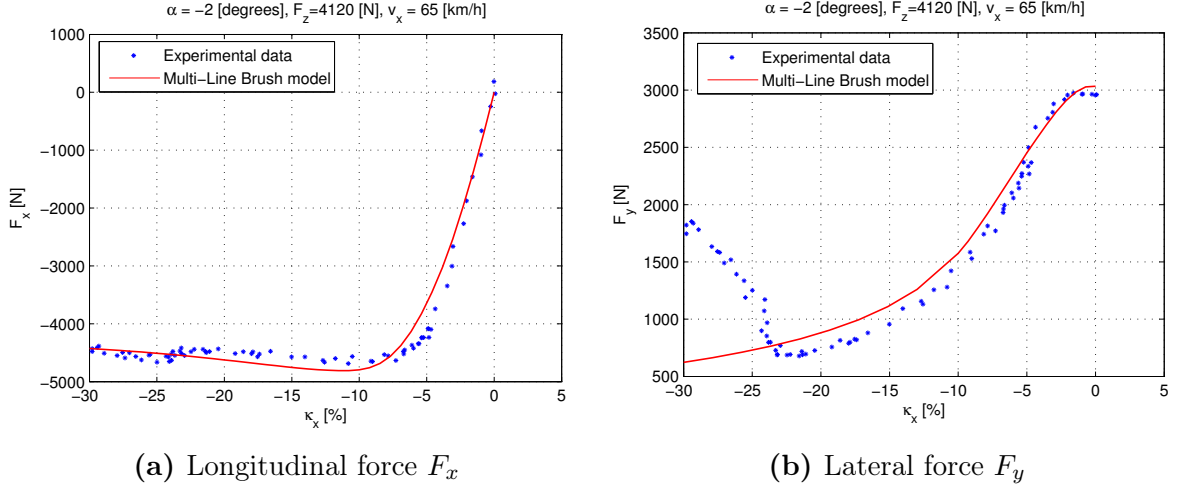 α = −2 [degrees], F_z=4120 [N], v_x = 65 [km/h]
1000
0
−1000
−2000
−3000
−4000
−5000
F_x [N]
Experimental data
Multi−Line Brush model
−30 −25 −20 −15 −10 −5 0 5
κ_x [%]
(a) Longitudinal force F_x
α = −2 [degrees], F_z=4120 [N], v_x = 65 [km/h]
3500
3000
2500
2000
1500
1000
500
F_y [N]
Experimental data
Multi−Line Brush model
−30 −25 −20 −15 −10 −5 0 5
κ_x [%]
(b) Lateral force F_y